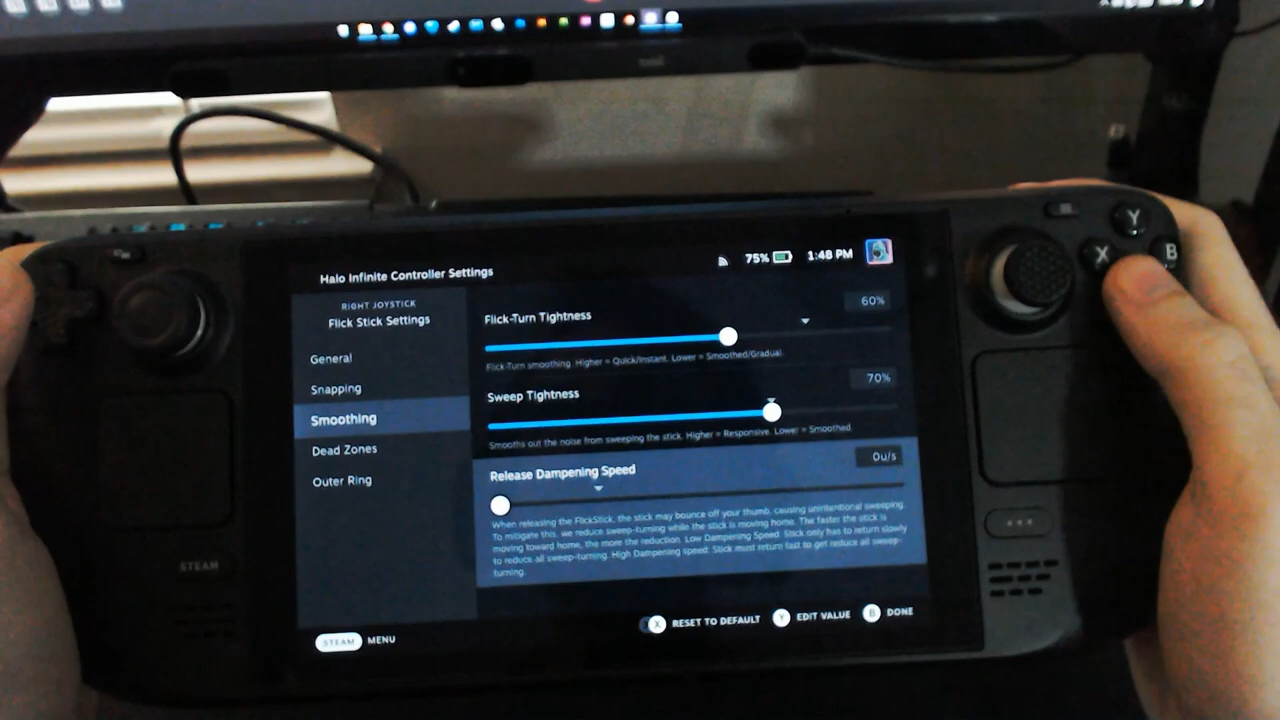 Halo Infinite Controller Settings
75%
1:48 PM
RIGHT JOYSTICK
Flick Stick Settings
General
Snapping
Smoothing
Dead Zones
Outer Ring
Flick-Turn Tightness
60%
Flick-Turn smoothing. Higher = Quick/Instant. Lower = Smoothed/Gradual.
Sweep Tightness
70%
Smooths out the noise from sweeping the stick. Higher = Responsive. Lower = Smoothed.
Release Dampening Speed
0u/s
When releasing the FlickStick, the stick may bounce off your thumb, causing unintentional sweeping.
To mitigate this, we reduce sweep-turning while the stick is moving home. The faster the stick is
moving toward home, the more the reduction. Low Dampening Speed: Stick only has to return slowly
to reduce all sweep-turning. High Dampening speed: Stick must return fast to get reduce all sweep-
turning.
STEAM MENU
X RESET TO DEFAULT
Y EDIT VALUE
B DONE
STEAM
Y
X
B